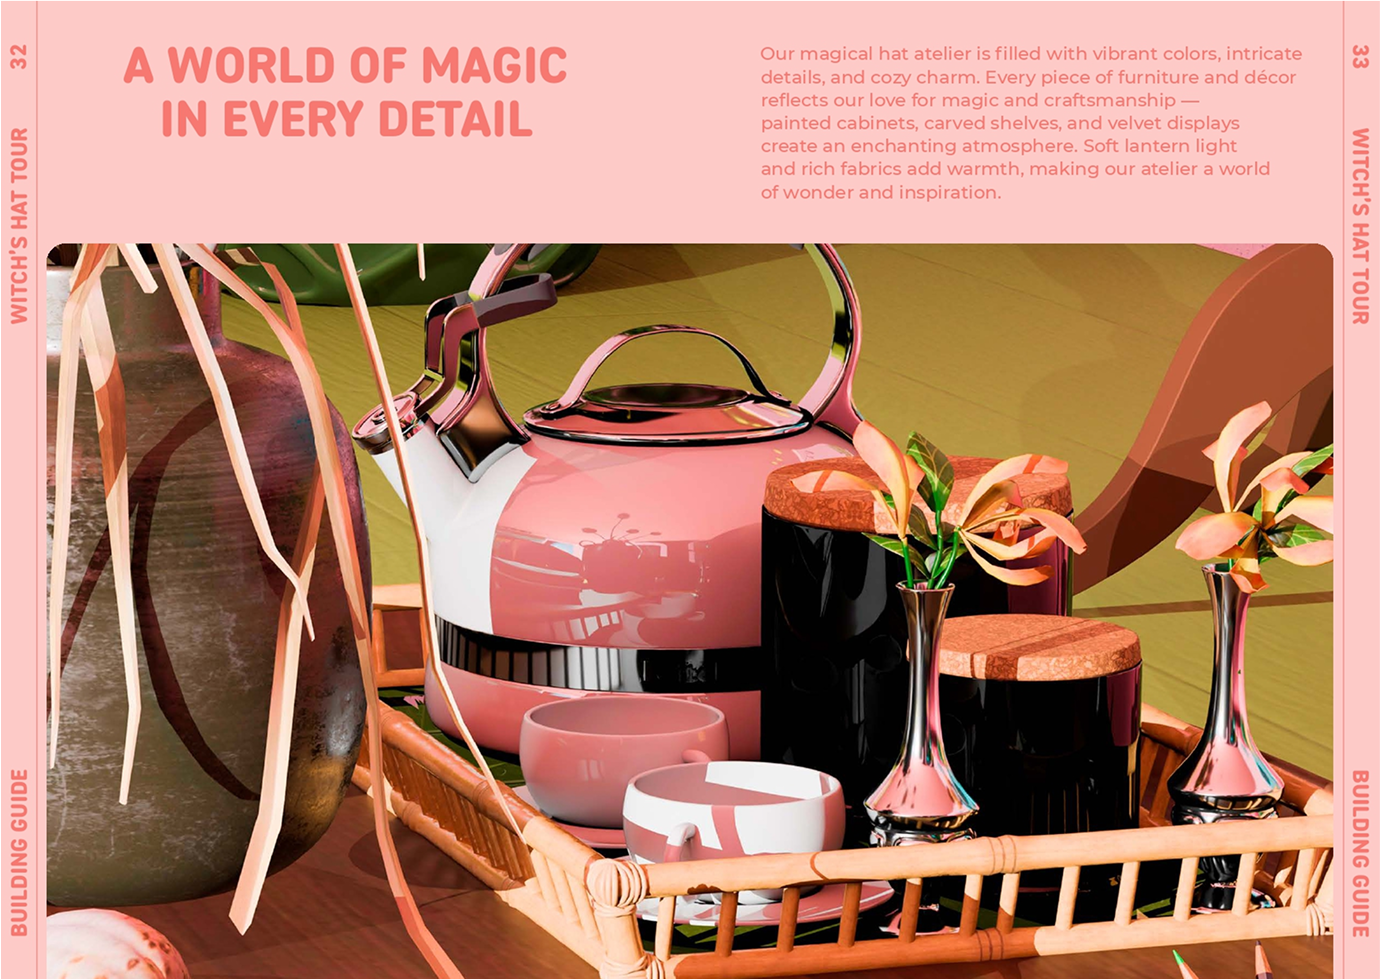 32
WITCH'S HAT TOUR
BUILDING GUIDE
A WORLD OF MAGIC
IN EVERY DETAIL
Our magical hat atelier is filled with vibrant colors, intricate
details, and cozy charm. Every piece of furniture and décor
reflects our love for magic and craftsmanship —
painted cabinets, carved shelves, and velvet displays
create an enchanting atmosphere. Soft lantern light
and rich fabrics add warmth, making our atelier a world
of wonder and inspiration.
33
WITCH'S HAT TOUR
BUILDING GUIDE